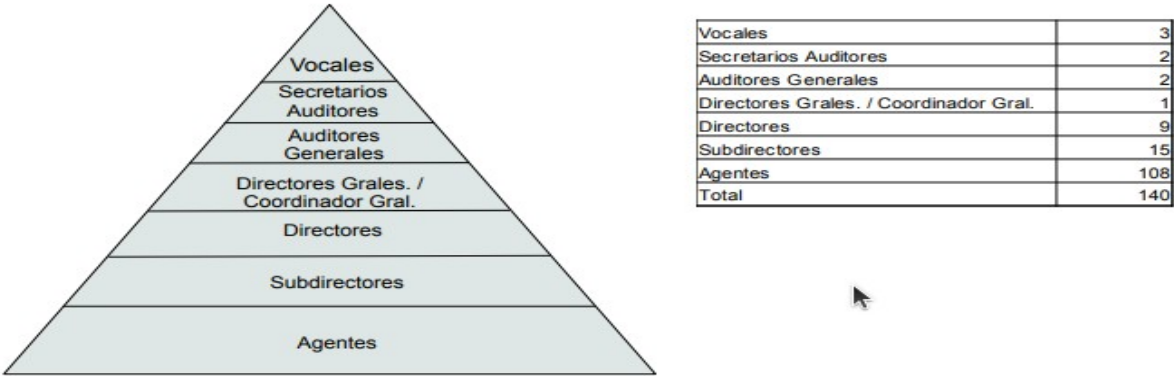 Vocales
Secretarios
Auditores
Auditores
Generales
Directores Grales. /
Coordinador Gral.
Directores
Subdirectores
Agentes
Vocales 3
Secretarios Auditores 2
Auditores Generales 2
Directores Grales. / Coordinador Gral. 1
Directores 9
Subdirectores 15
Agentes 108
Total 140